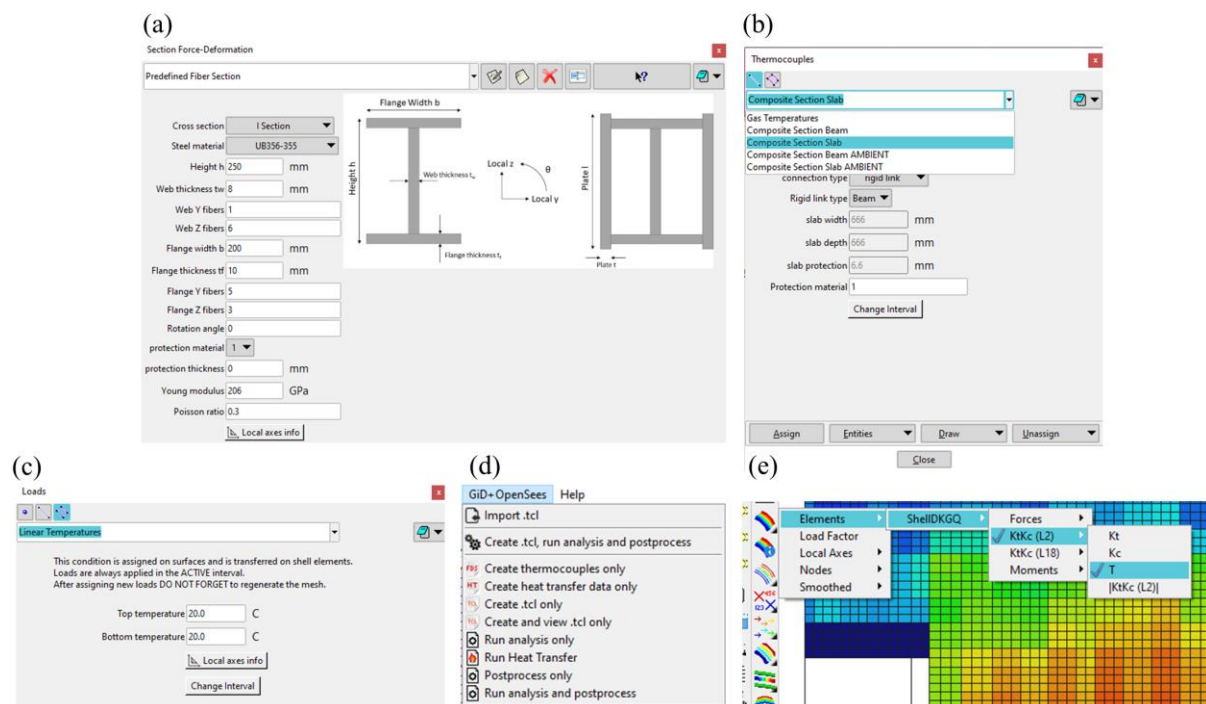 (a)
Section Force-Deformation
x
Predefined Fiber Section
Cross section I Section
Steel material UB356-355
Height h 250 mm
Web thickness tw 8 mm
Web Y fibers 1
Web Z fibers 6
Flange width b 200 mm
Flange thickness tf 10 mm
Flange Y fibers 5
Flange Z fibers 3
Rotation angle 0
protection material 1
protection thickness 0 mm
Young modulus 206 GPa
Poisson ratio 0.3
Local axes info
Flange Width b
Height h
Web thickness tw
Flange thickness tf
Local z
θ
Local y
Plate l
Plate t
(b)
Thermocouples
x
Composite Section Slab
Gas Temperatures
Composite Section Beam
Composite Section Slab
Composite Section Beam AMBIENT
Composite Section Slab AMBIENT
connection type rigid link
Rigid link type Beam
slab width 666 mm
slab depth 666 mm
slab protection 6.6 mm
Protection material 1
Change Interval
Assign Entities Draw Unassign
Close
(c)
Loads
x
Linear Temperatures
This condition is assigned on surfaces and is transferred on shell elements.
Loads are always applied in the ACTIVE interval.
After assigning new loads DO NOT FORGET to regenerate the mesh.
Top temperature 20.0 C
Bottom temperature 20.0 C
Local axes info
Change Interval
(d)
GiD+OpenSees Help
Import .tcl
Create .tcl, run analysis and postprocess
FDS Create thermocouples only
HT Create heat transfer data only
TCL Create .tcl only
TCL Create and view .tcl only
Run analysis only
Run Heat Transfer
Postprocess only
Run analysis and postprocess
(e)
Elements
Load Factor
Local Axes
Nodes
Smoothed
ShellDKGQ
Forces
KtKc (L2)
KtKc (L18)
Moments
Kt
Kc
T
|KtKc (L2)|